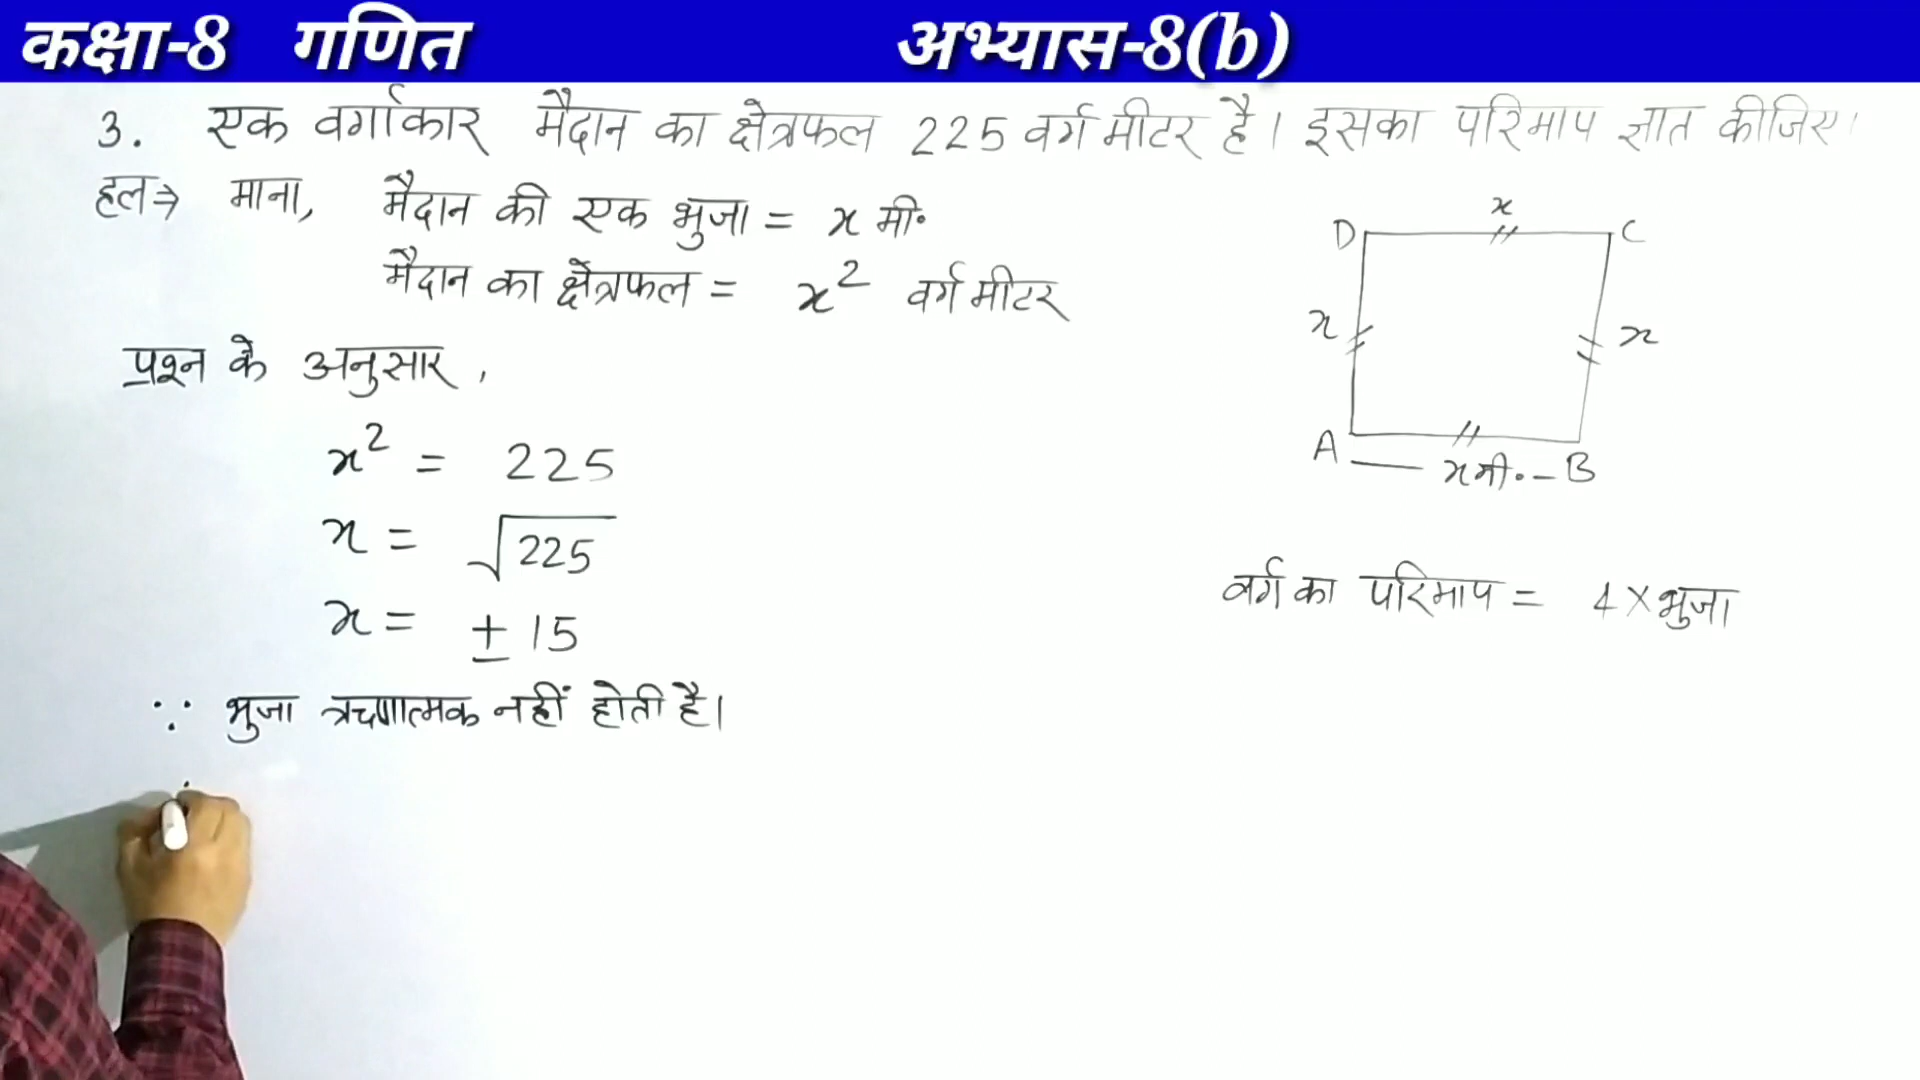 कक्षा-8 गणित अभ्यास-8(b)
3. एक वर्गाकार मैदान का क्षेत्रफल 225 वर्ग मीटर है। इसका परिमाप ज्ञात कीजिए।
हल⇒ माना, मैदान की एक भुजा = x मी॰
मैदान का क्षेत्रफल = x² वर्ग मीटर
प्रश्न के अनुसार,
x² = 225
x = √225
x = ± 15
∵ भुजा ऋणात्मक नहीं होती है।
x
D C
x x
A B
x मी॰
वर्ग का परिमाप = 4 × भुजा